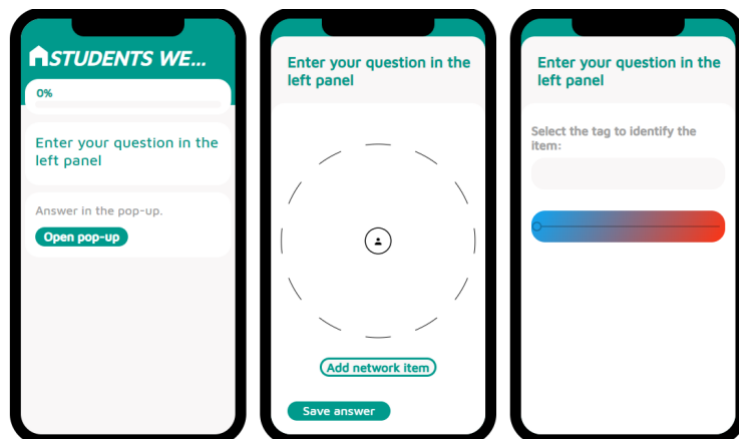 STUDENTS WE...
0%
Enter your question in the
left panel
Answer in the pop-up.
Open pop-up
Enter your question in the
left panel
Add network item
Save answer
Enter your question in the
left panel
Select the tag to identify the
item: